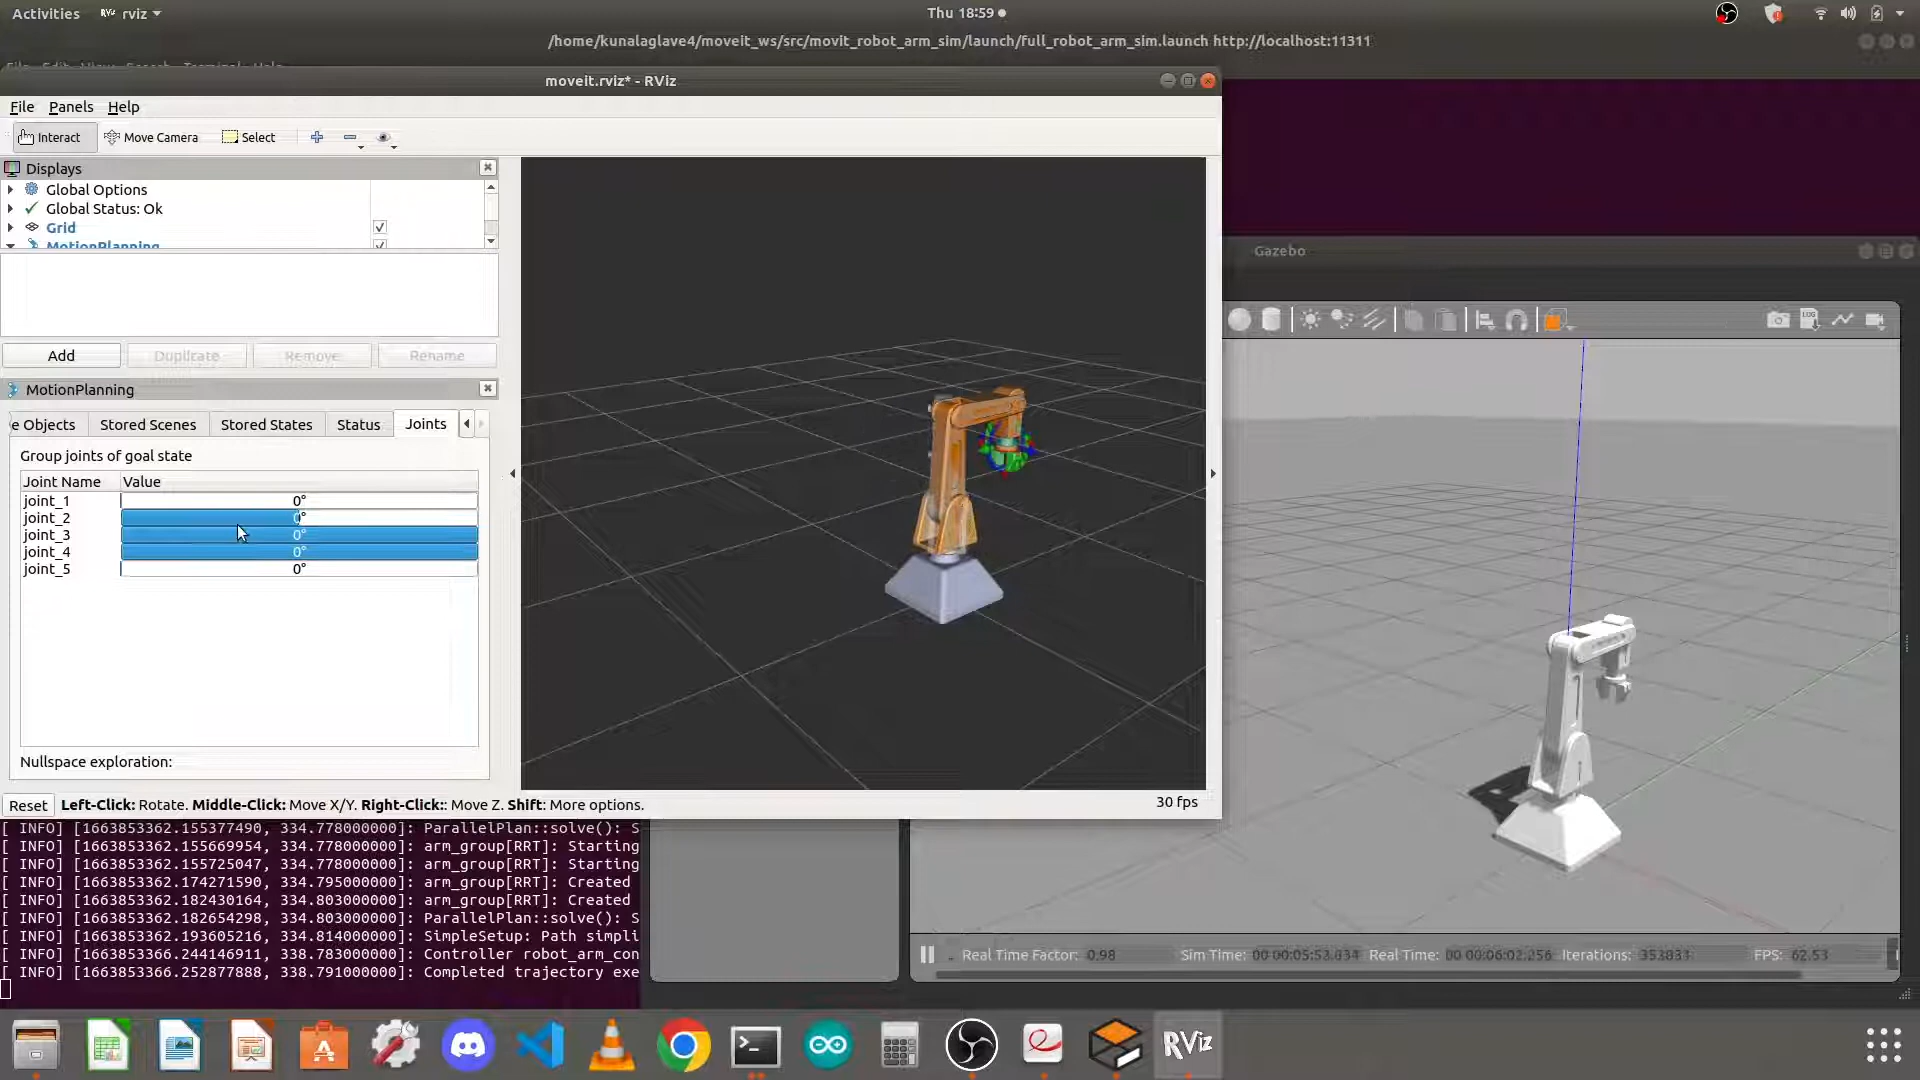 Activities
rviz
Thu 18:59
/home/kunalaglave4/moveit_ws/src/movit_robot_arm_sim/launch/full_robot_arm_sim.launch http://localhost:11311
moveit.rviz* - RViz
File Panels Help
Interact Move Camera Select
Displays
Global Options
Global Status: Ok
Grid
MotionPlanning
Add Duplicate Remove Rename
MotionPlanning
e Objects Stored Scenes Stored States Status Joints
Group joints of goal state
Joint Name Value
joint_1 0°
joint_2 0°
joint_3 0°
joint_4 0°
joint_5 0°
Nullspace exploration:
Reset Left-Click: Rotate. Middle-Click: Move X/Y. Right-Click:: Move Z. Shift: More options.
30 fps
Gazebo
LOG
[ INFO] [1663853362.155377490, 334.778000000]: ParallelPlan::solve(): S
[ INFO] [1663853362.155669954, 334.778000000]: arm_group[RRT]: Starting
[ INFO] [1663853362.155725047, 334.778000000]: arm_group[RRT]: Starting
[ INFO] [1663853362.174271590, 334.795000000]: arm_group[RRT]: Created
[ INFO] [1663853362.182430164, 334.803000000]: arm_group[RRT]: Created
[ INFO] [1663853362.182654298, 334.803000000]: ParallelPlan::solve(): S
[ INFO] [1663853362.193605216, 334.814000000]: SimpleSetup: Path simpli
[ INFO] [1663853366.244146911, 338.783000000]: Controller robot_arm_con
[ INFO] [1663853366.252877888, 338.791000000]: Completed trajectory exe
Real Time Factor: 0.98 Sim Time: Real Time: Iterations: FPS: 62.53
RViz